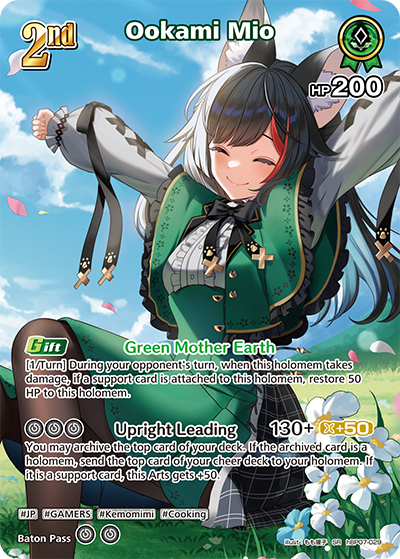 2nd
Ookami Mio
HP200
Gift
Green Mother Earth
[1/Turn] During your opponent's turn, when this holomem takes
damage, if a support card is attached to this holomem, restore 50
HP to this holomem.
Upright Leading 130+ x+50
You may archive the top card of your deck. If the archived card is a
holomem, send the top card of your cheer deck to your holomem. If
it is a support card, this Arts gets +50.
#JP #GAMERS #Kemomimi #Cooking
Baton Pass
SR hBP07-029